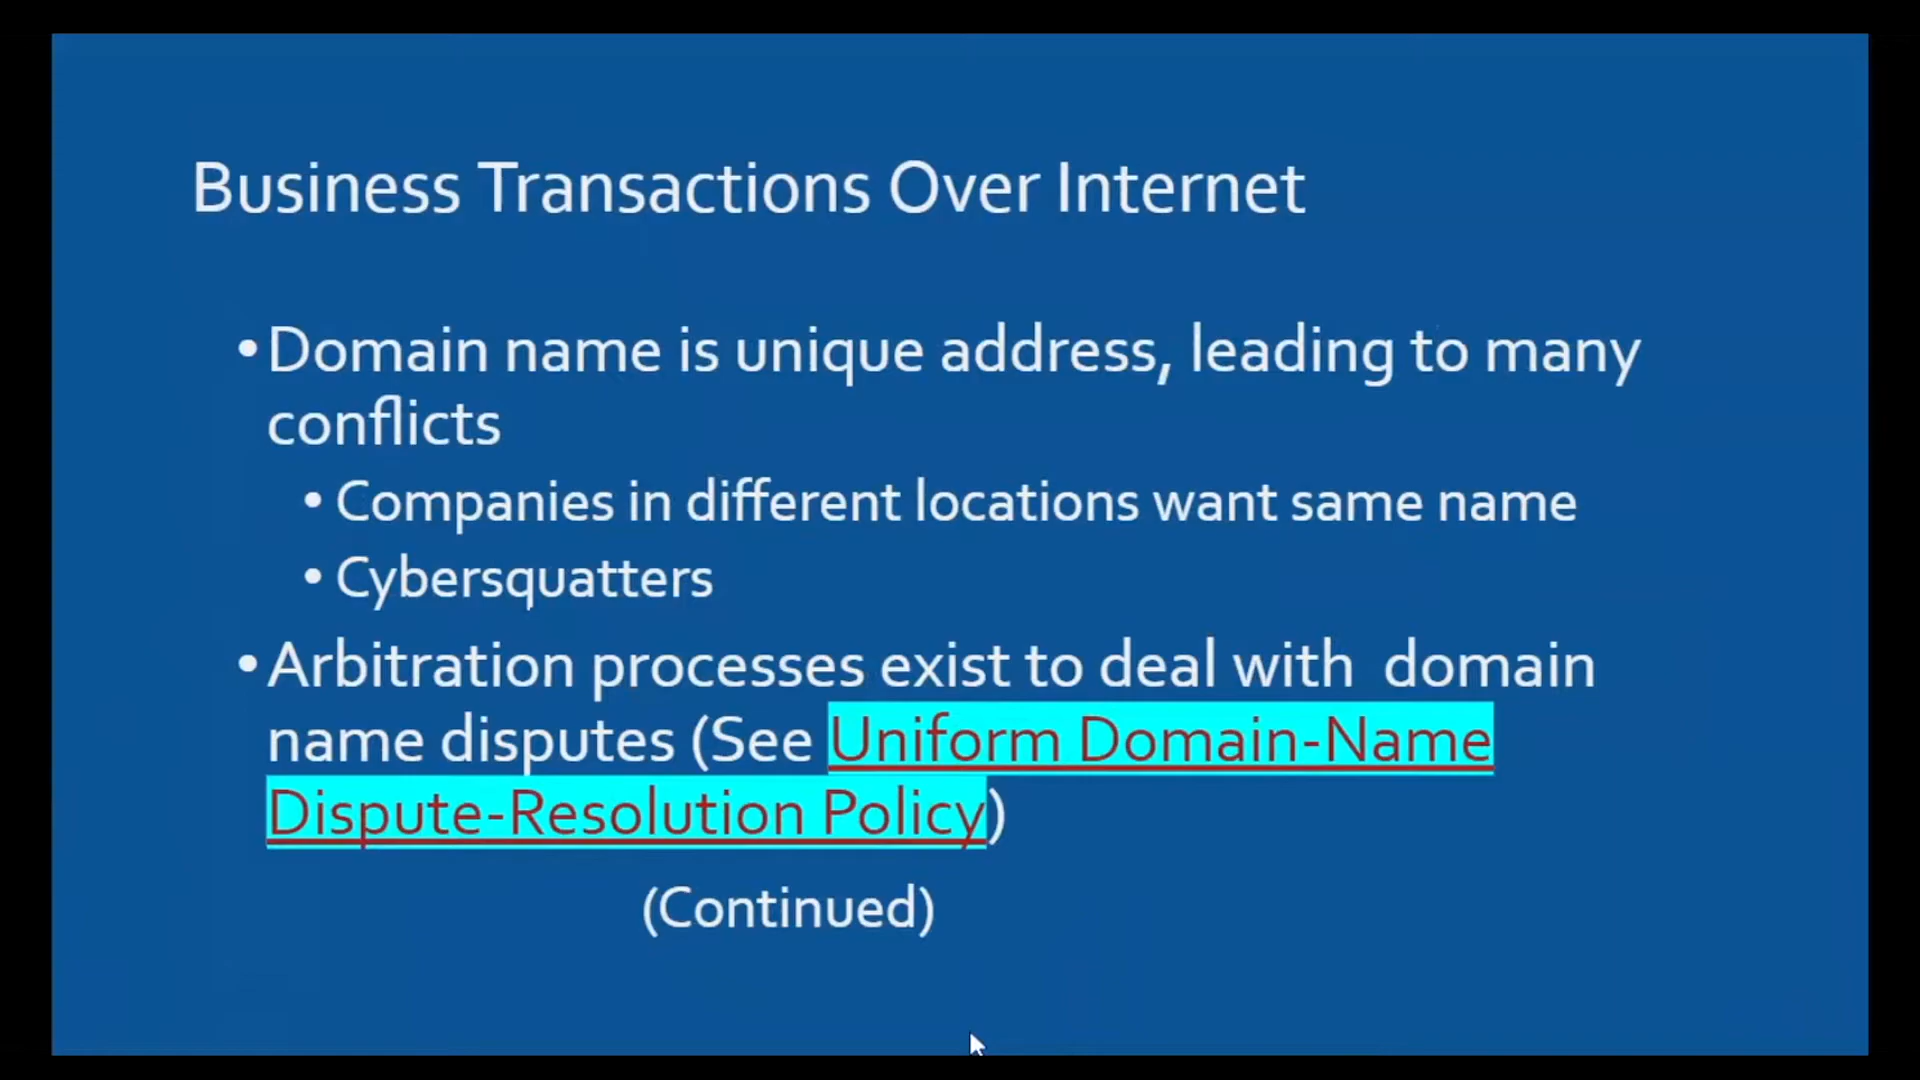 Business Transactions Over Internet
•Domain name is unique address, leading to many
conflicts
• Companies in different locations want same name
• Cybersquatters
•Arbitration processes exist to deal with  domain
name disputes (See Uniform Domain-Name
Dispute-Resolution Policy)
(Continued)